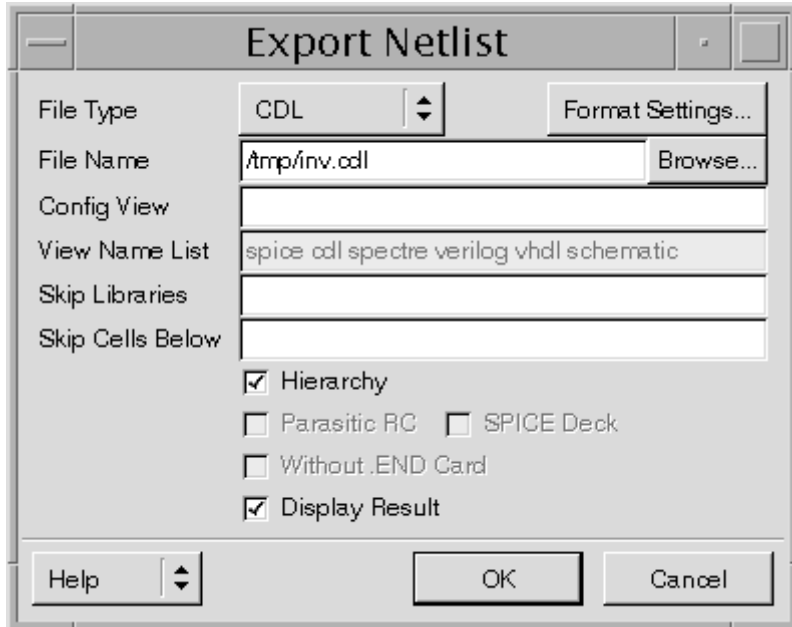 Export Netlist
File Type CDL Format Settings...
File Name /tmp/inv.cdl Browse...
Config View
View Name List spice cdl spectre verilog vhdl schematic
Skip Libraries
Skip Cells Below
Hierarchy
Parasitic RC SPICE Deck
Without .END Card
Display Result
Help OK Cancel